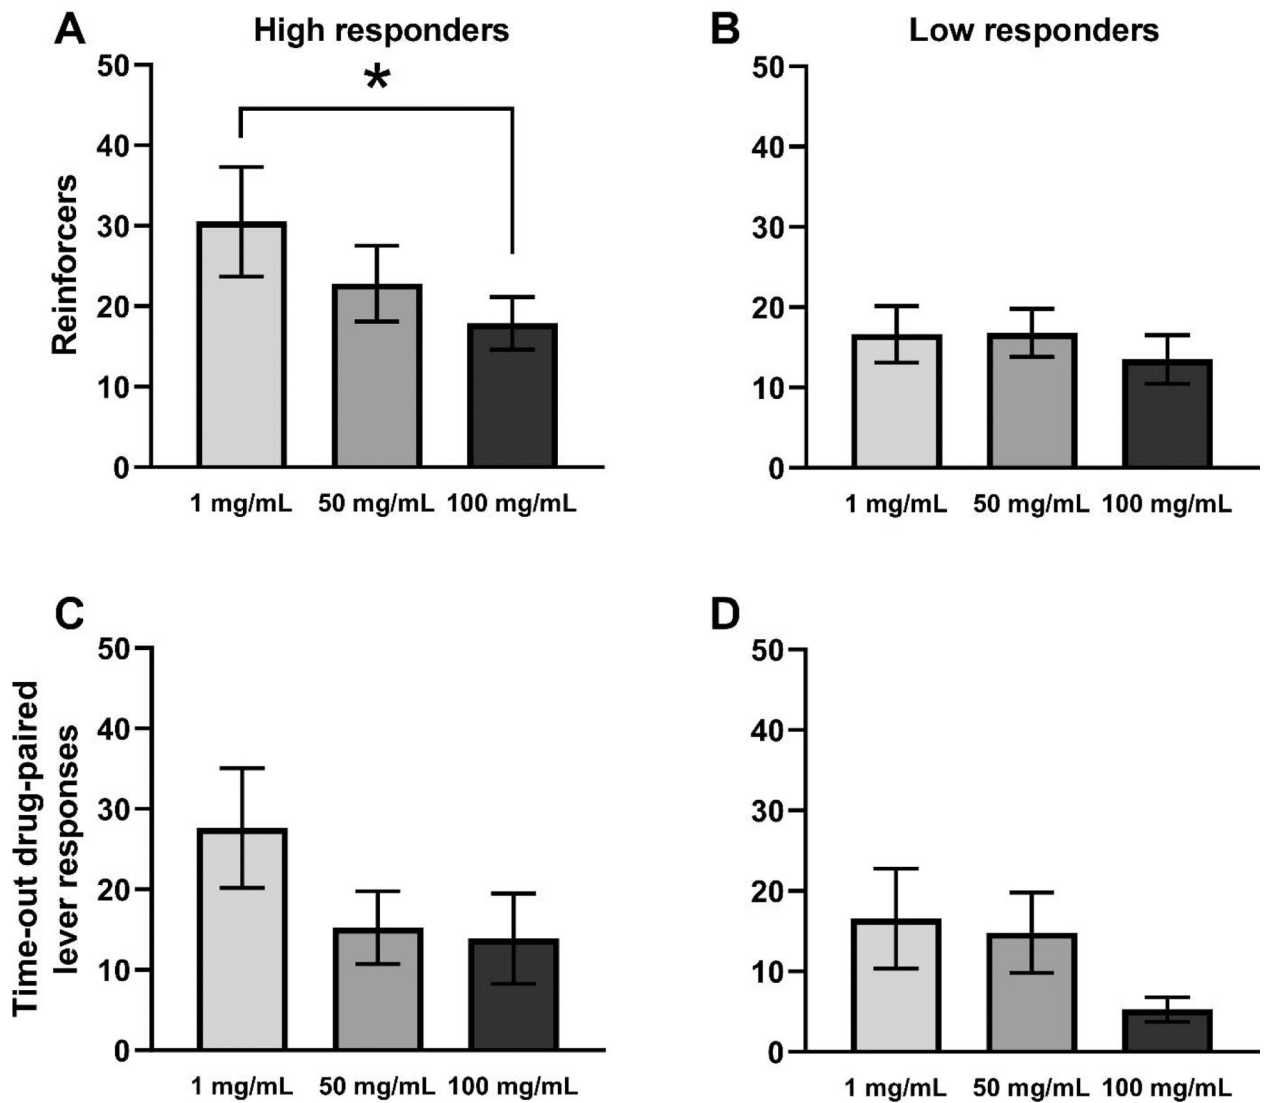 A
High responders
*
50
40
30
20
10
0
Reinforcers
1 mg/mL 50 mg/mL 100 mg/mL
B
Low responders
50
40
30
20
10
0
1 mg/mL 50 mg/mL 100 mg/mL
C
50
40
30
20
10
0
Time-out drug-paired
lever responses
1 mg/mL 50 mg/mL 100 mg/mL
D
50
40
30
20
10
0
1 mg/mL 50 mg/mL 100 mg/mL